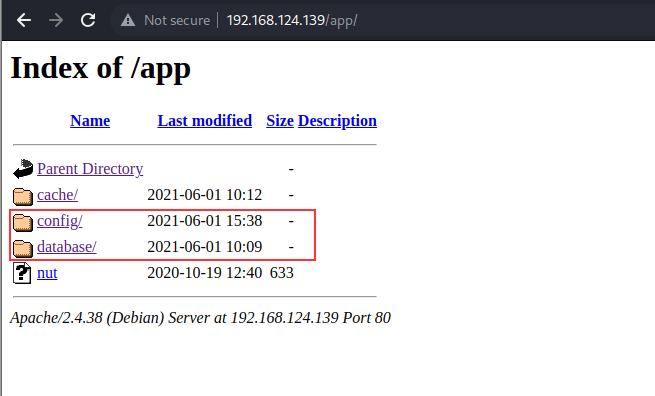 Not secure 192.168.124.139/app/
Index of /app
Name Last modified Size Description
Parent Directory -
cache/ 2021-06-01 10:12 -
config/ 2021-06-01 15:38 -
database/ 2021-06-01 10:09 -
nut 2020-10-19 12:40 633
Apache/2.4.38 (Debian) Server at 192.168.124.139 Port 80